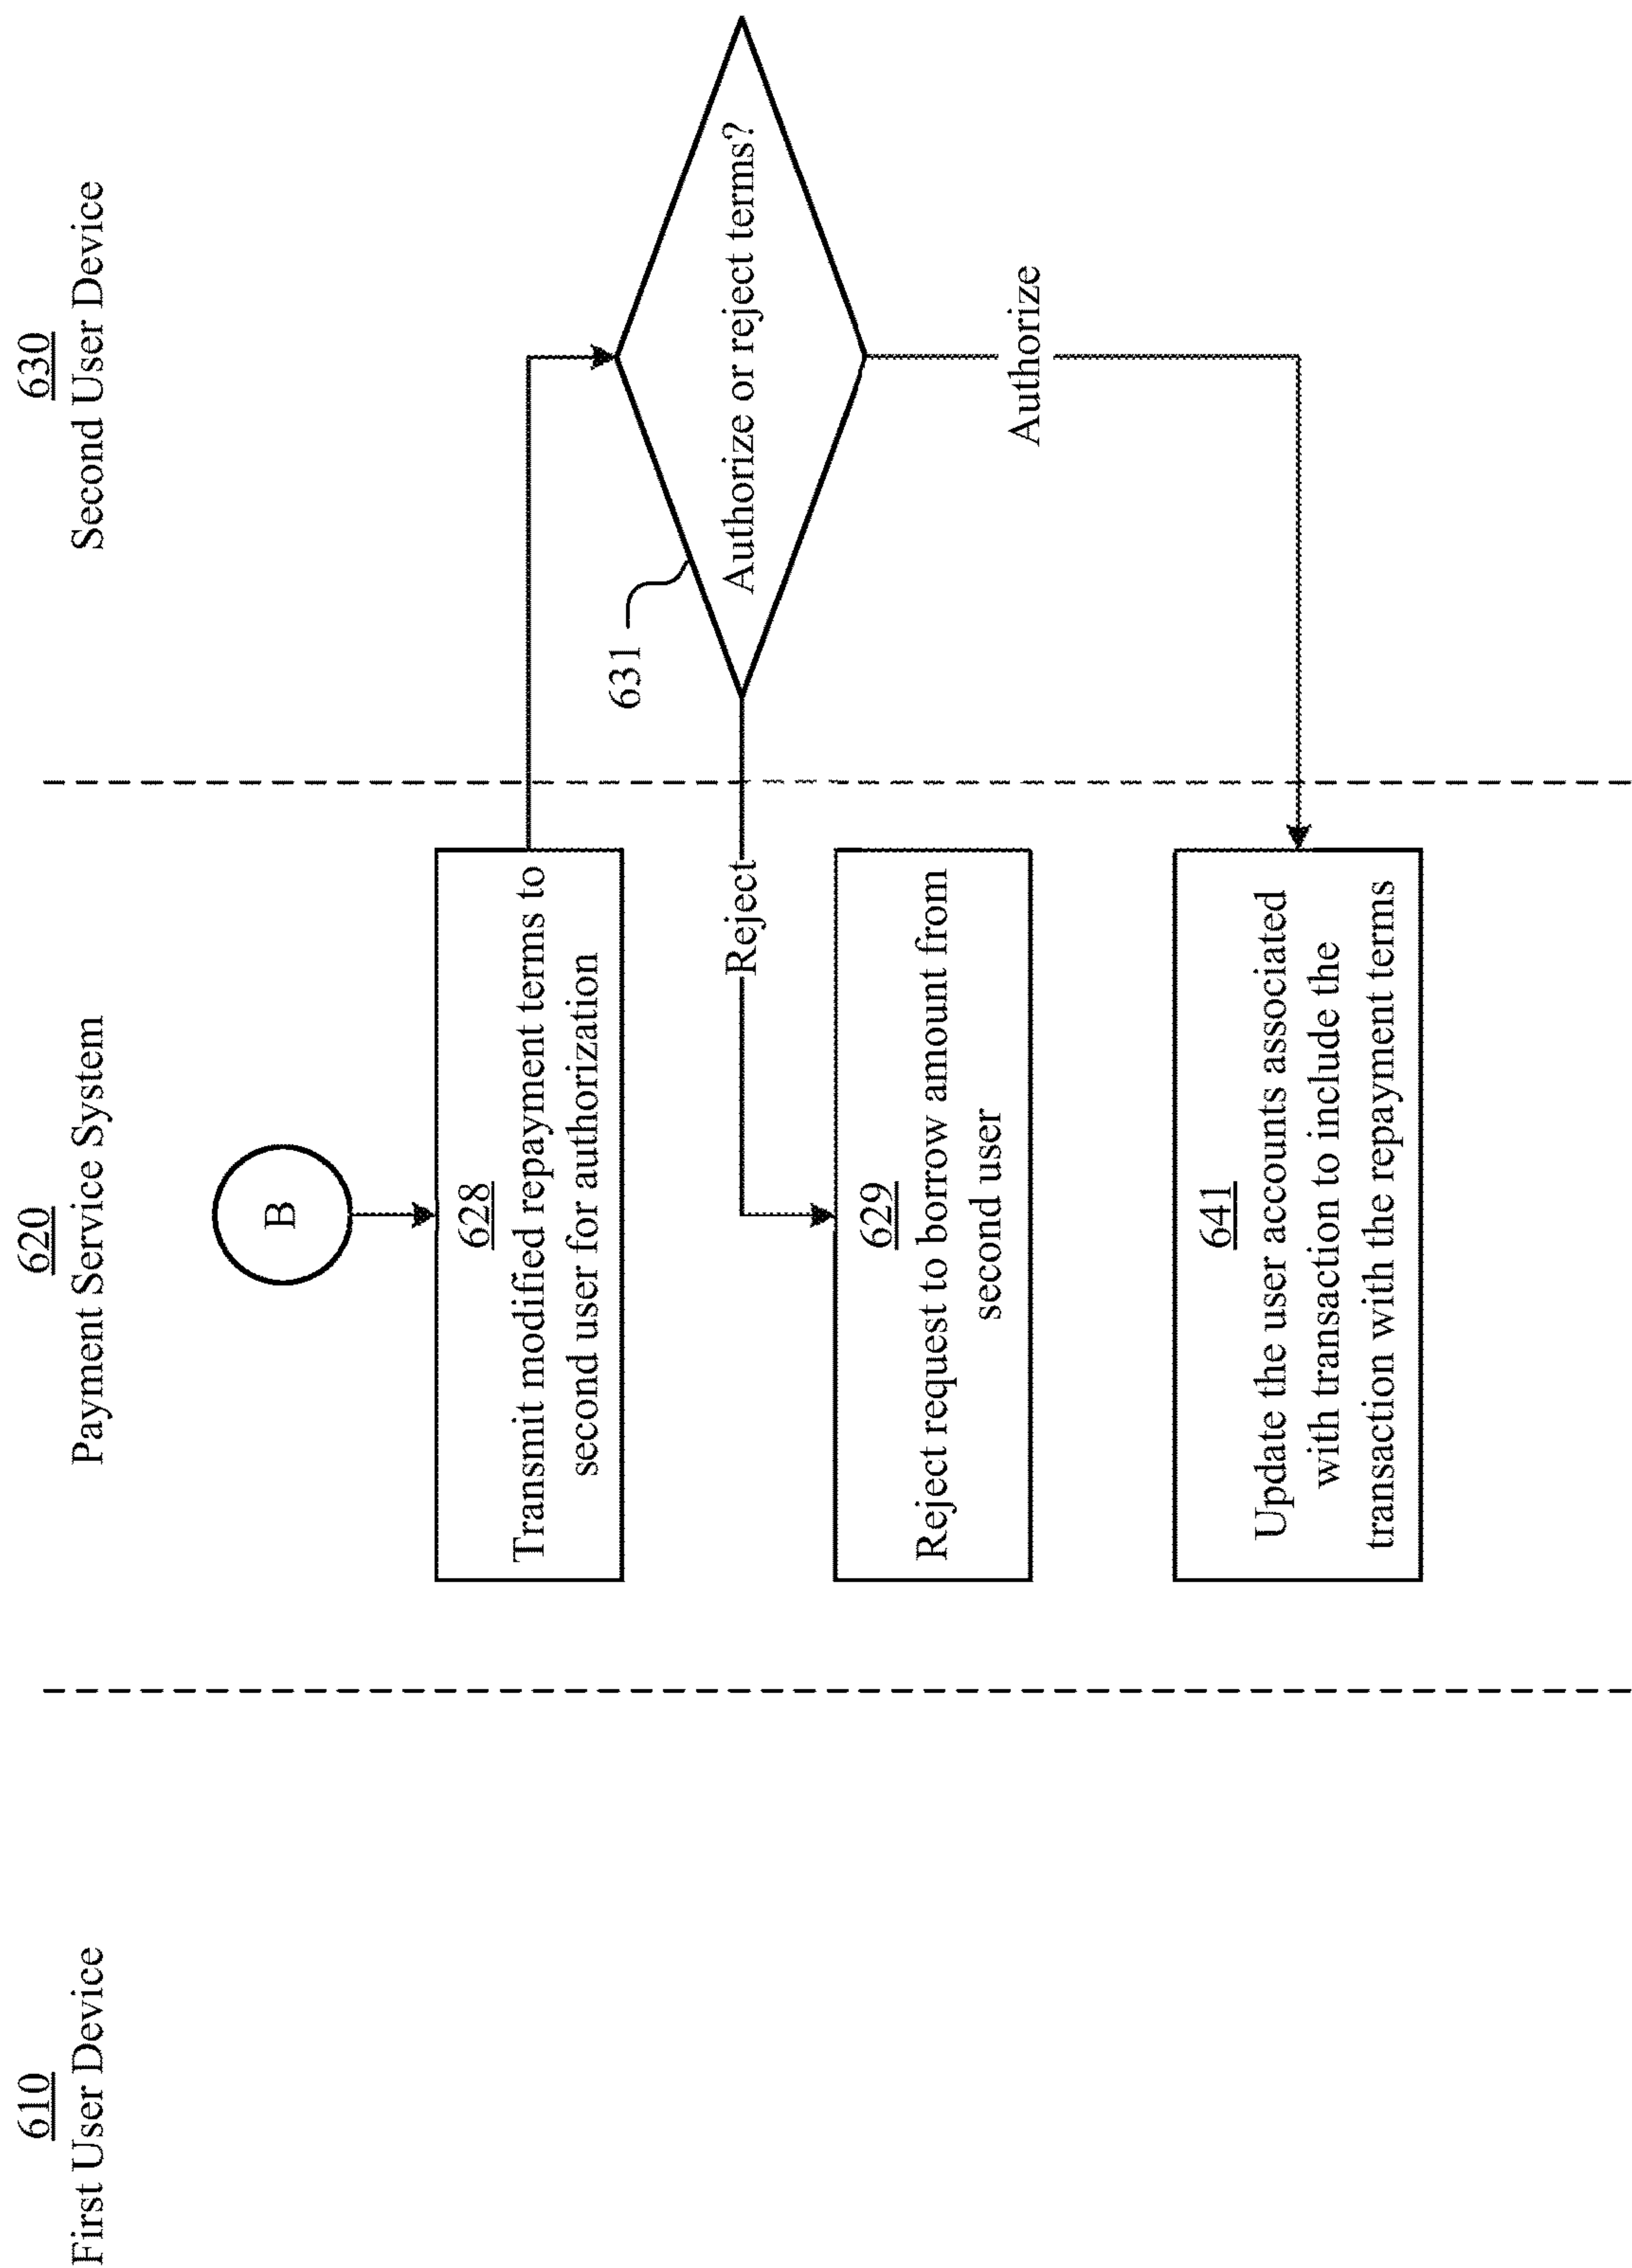 610
First User Device
620
Payment Service System
630
Second User Device
B
628
Transmit modified repayment terms to
second user for authorization
631
Authorize or reject terms?
Reject
629
Reject request to borrow amount from
second user
Authorize
641
Update the user accounts associated
with transaction to include the
transaction with the repayment terms